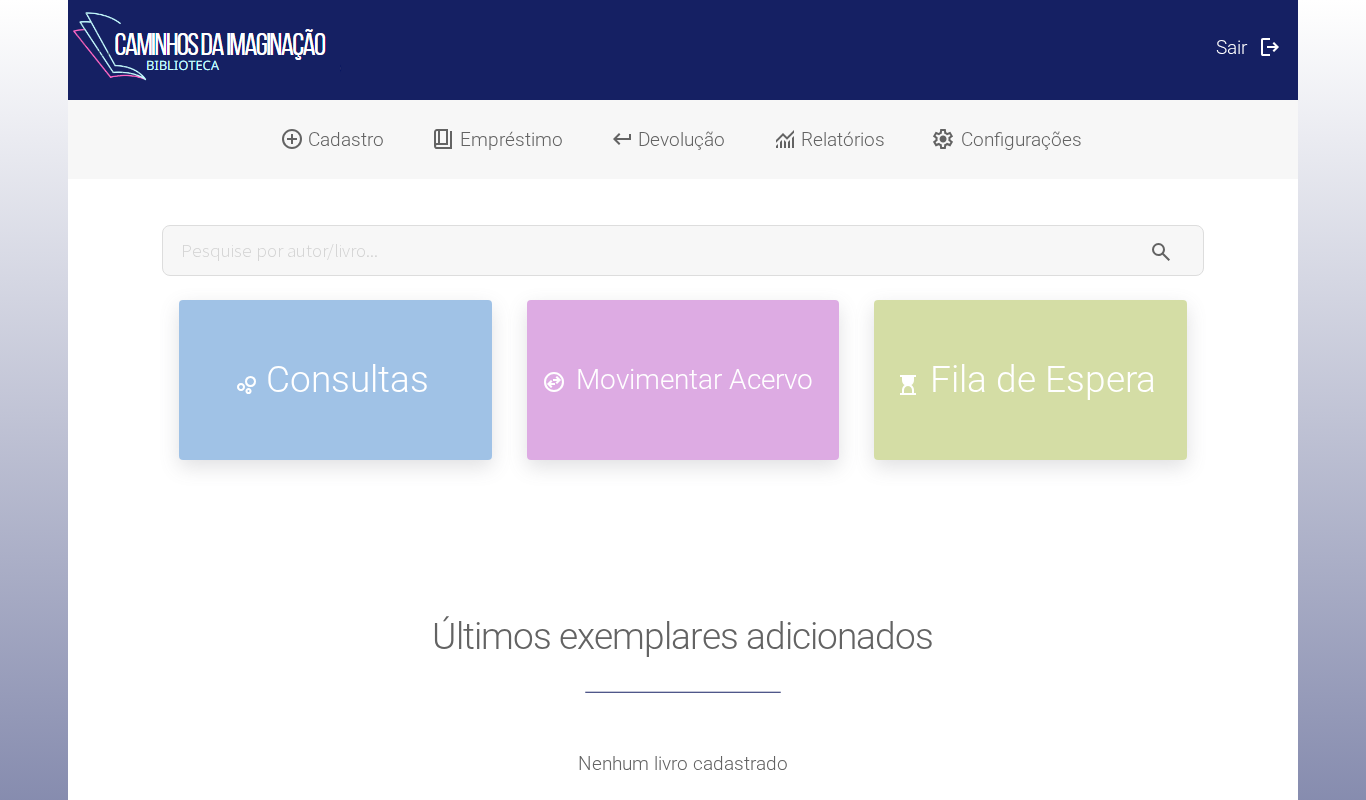 CAMINHOS DA IMAGINAÇÃO
BIBLIOTECA
Sair
Cadastro Empréstimo Devolução Relatórios Configurações
Pesquise por autor/livro...
Consultas Movimentar Acervo Fila de Espera
Últimos exemplares adicionados
Nenhum livro cadastrado